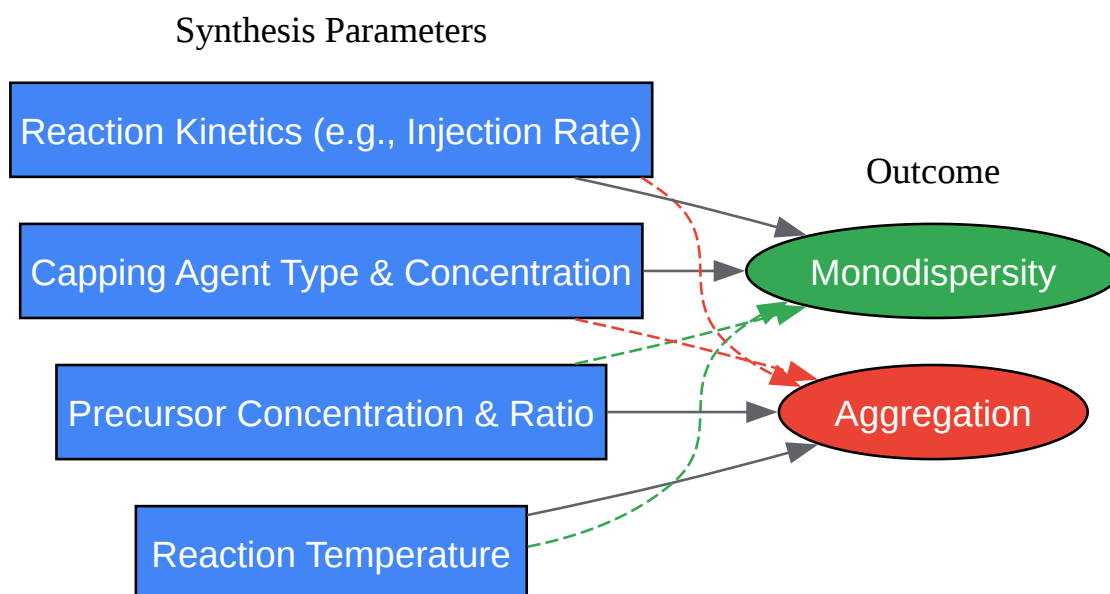 Synthesis Parameters
Reaction Kinetics (e.g., Injection Rate)
Outcome
Capping Agent Type & Concentration
Monodispersity
Precursor Concentration & Ratio
Aggregation
Reaction Temperature